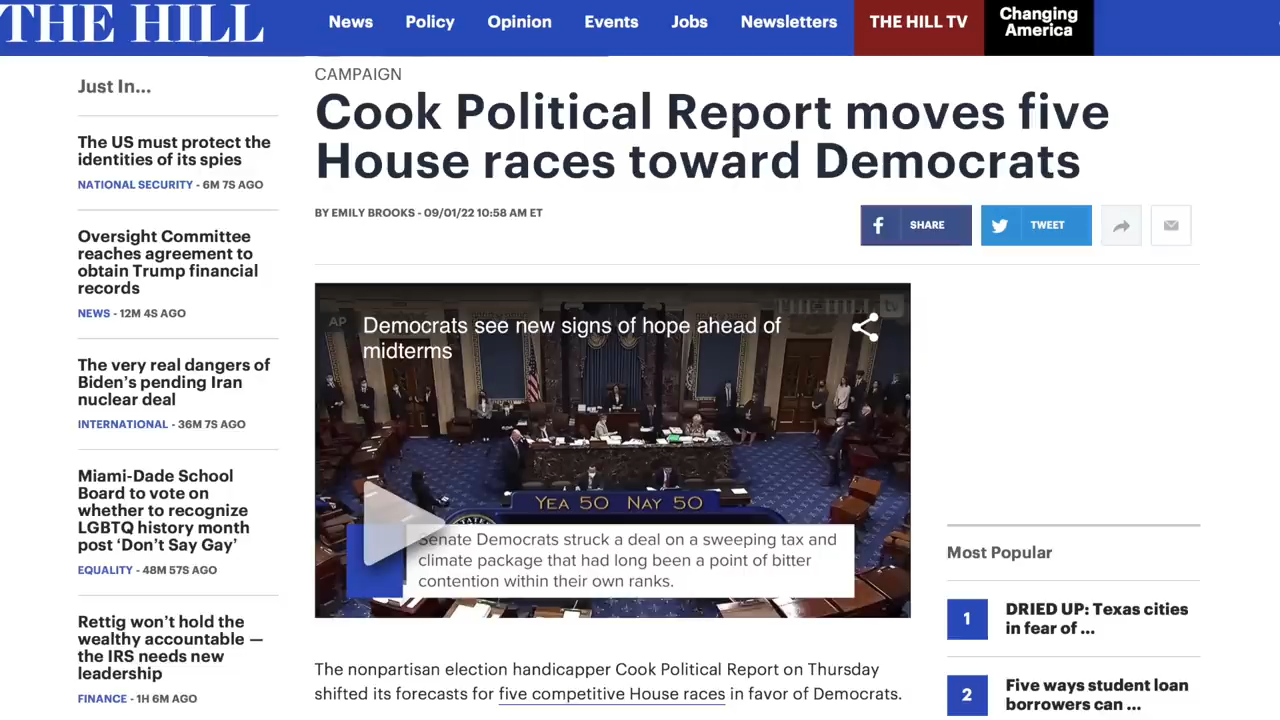 THE HILL
News Policy Opinion Events Jobs Newsletters THE HILL TV Changing America
Just In...
The US must protect the
identities of its spies
NATIONAL SECURITY - 6M 7S AGO
Oversight Committee
reaches agreement to
obtain Trump financial
records
NEWS - 12M 4S AGO
The very real dangers of
Biden’s pending Iran
nuclear deal
INTERNATIONAL - 36M 7S AGO
Miami-Dade School
Board to vote on
whether to recognize
LGBTQ history month
post ‘Don’t Say Gay’
EQUALITY - 48M 57S AGO
Rettig won’t hold the
wealthy accountable —
the IRS needs new
leadership
FINANCE - 1H 6M AGO
CAMPAIGN
Cook Political Report moves five
House races toward Democrats
BY EMILY BROOKS - 09/01/22 10:58 AM ET
SHARE
TWEET
THE HILL tv
AP
Democrats see new signs of hope ahead of
midterms
YEA 50 NAY 50
Senate Democrats struck a deal on a sweeping tax and
climate package that had long been a point of bitter
contention within their own ranks.
The nonpartisan election handicapper Cook Political Report on Thursday
shifted its forecasts for five competitive House races in favor of Democrats.
Most Popular
1
DRIED UP: Texas cities
in fear of ...
2
Five ways student loan
borrowers can ...